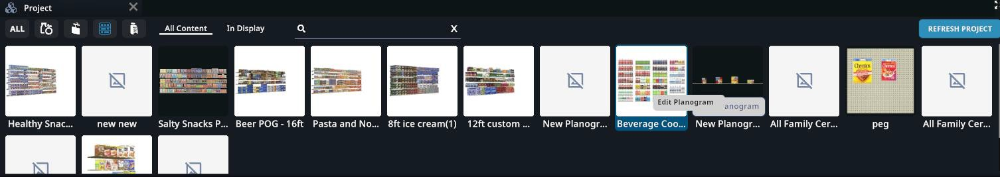 Project
ALL
All Content
In Display
X
REFRESH PROJECT
Edit Planogram
anogram
Healthy Snac...
new new
Salty Snacks P...
Beer POG - 16ft
Pasta and No...
8ft ice cream(1)
12ft custom ...
New Planogr...
Beverage Coo...
New Planogr...
All Family Cer...
peg
All Family Cer...
Cheerios
Cheerios